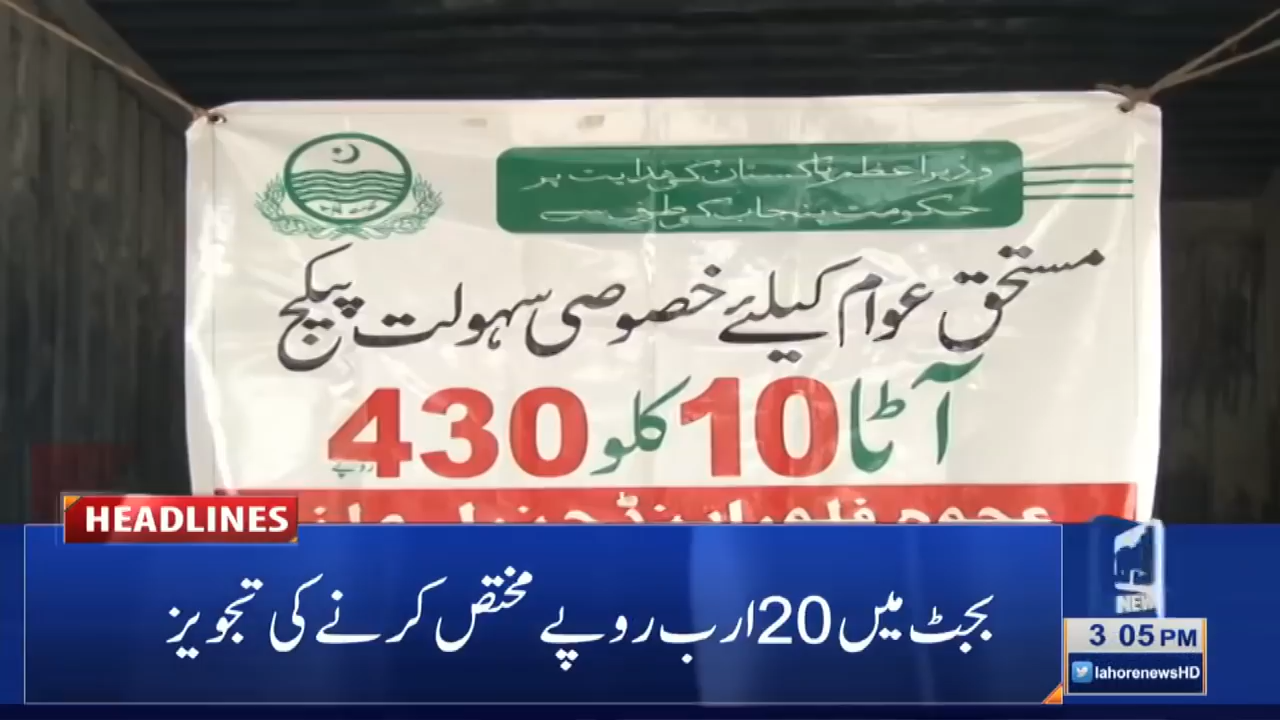 وزیراعظم پاکستان کی ہدایت پر
حکومت پنجاب کی طرف سے
مستحق عوام کیلئے خصوصی سہولت پیکج
آٹا 10 کلو 430 روپے
HEADLINES
بجٹ میں 20 ارب روپے مختص کرنے کی تجویز
NEWS
3 05 PM
lahorenewsHD